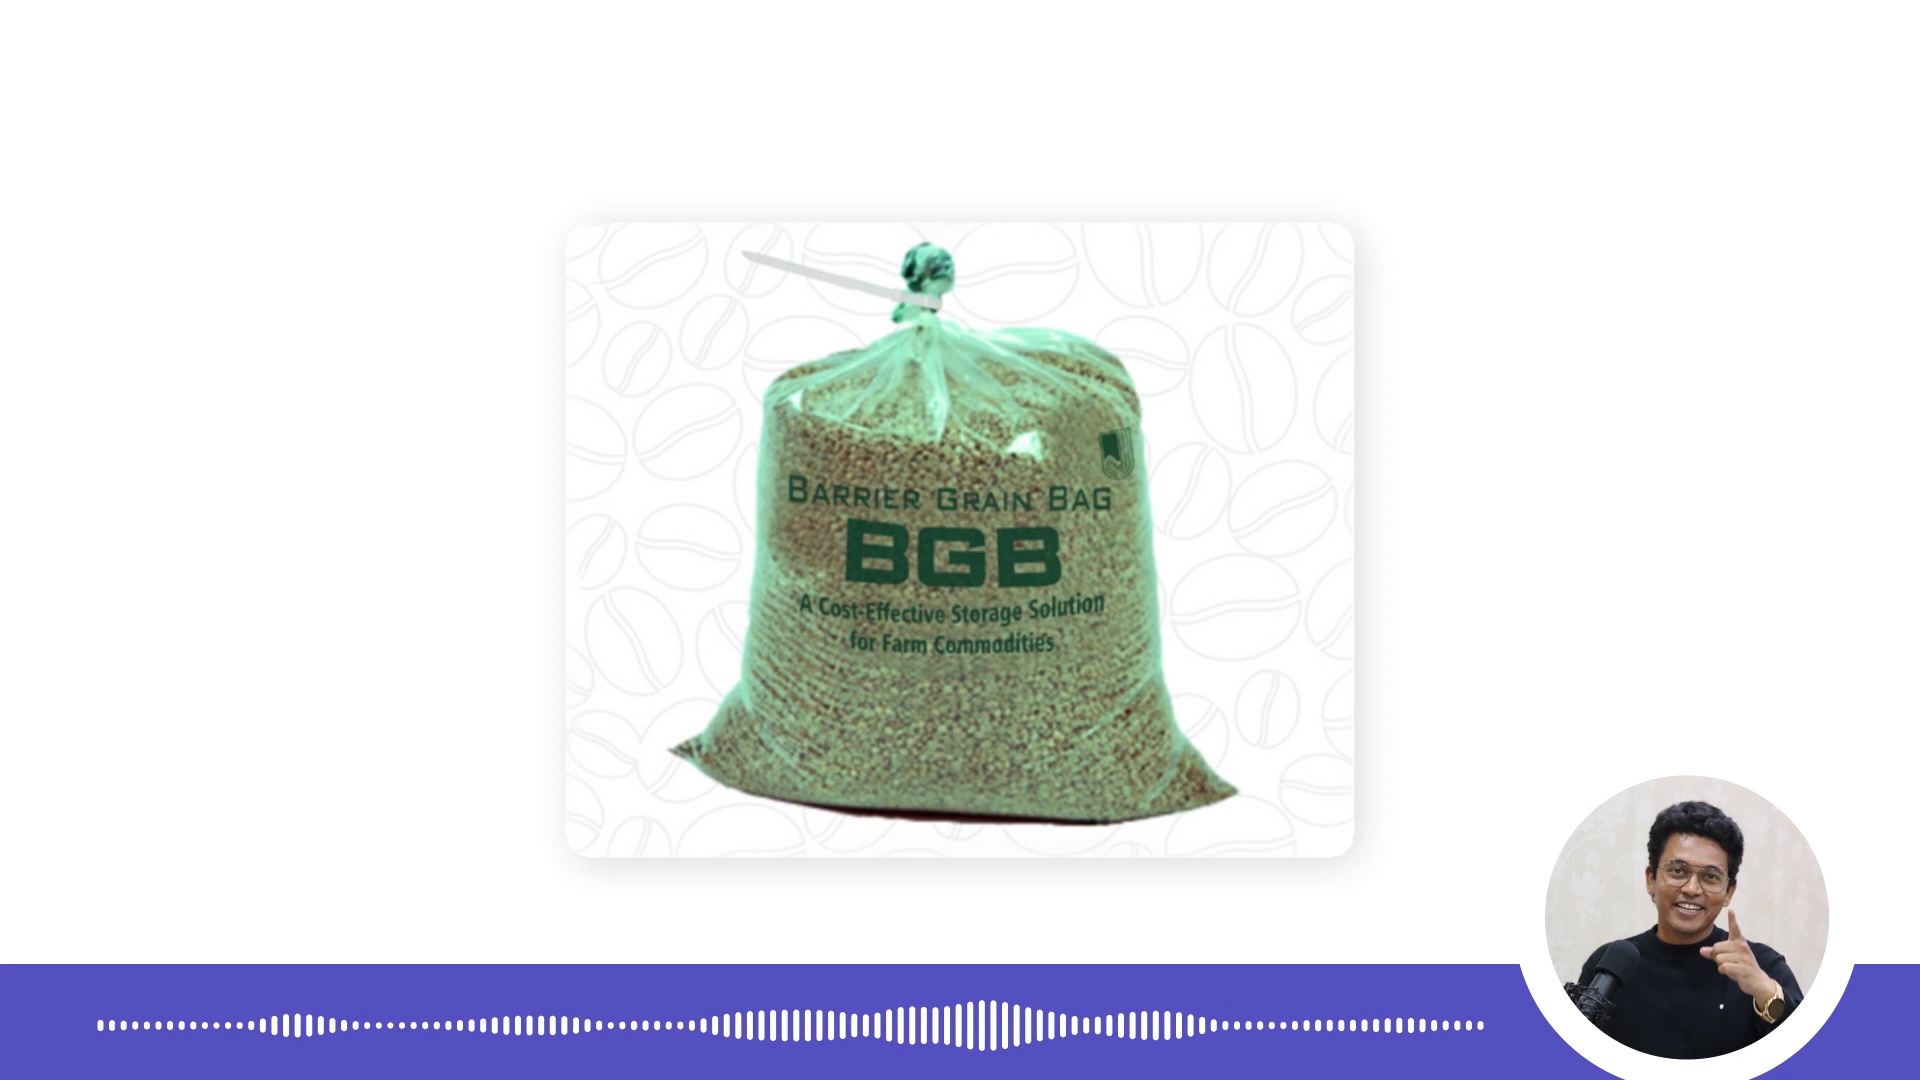 BARRIER GRAIN BAG
BGB
A Cost-Effective Storage Solution
for Farm Commodities